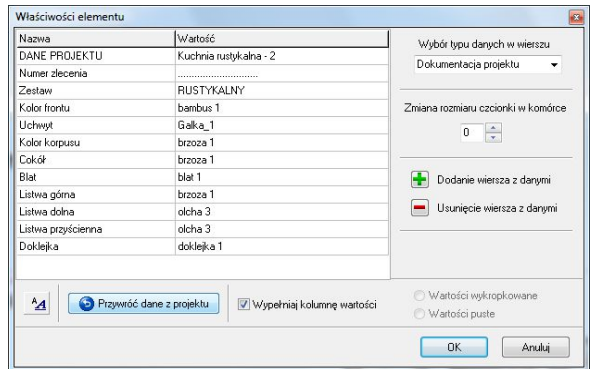 Właściwości elementu
Nazwa Wartość
DANE PROJEKTU Kuchnia rustykalna - 2
Numer zlecenia ..............................
Zestaw RUSTYKALNY
Kolor frontu bambus 1
Uchwyt Gałka_1
Kolor korpusu brzoza 1
Cokół brzoza 1
Blat blat 1
Listwa górna brzoza 1
Listwa dolna olcha 3
Listwa przyścienna olcha 3
Doklejka doklejka 1
Wybór typu danych w wierszu
Dokumentacja projektu
Zmiana rozmiaru czcionki w komórce
0
Dodanie wiersza z danymi
Usunięcie wiersza z danymi
AA Przywróć dane z projektu Wypełniaj kolumnę wartości
Wartości wykropkowane
Wartości puste
OK Anuluj